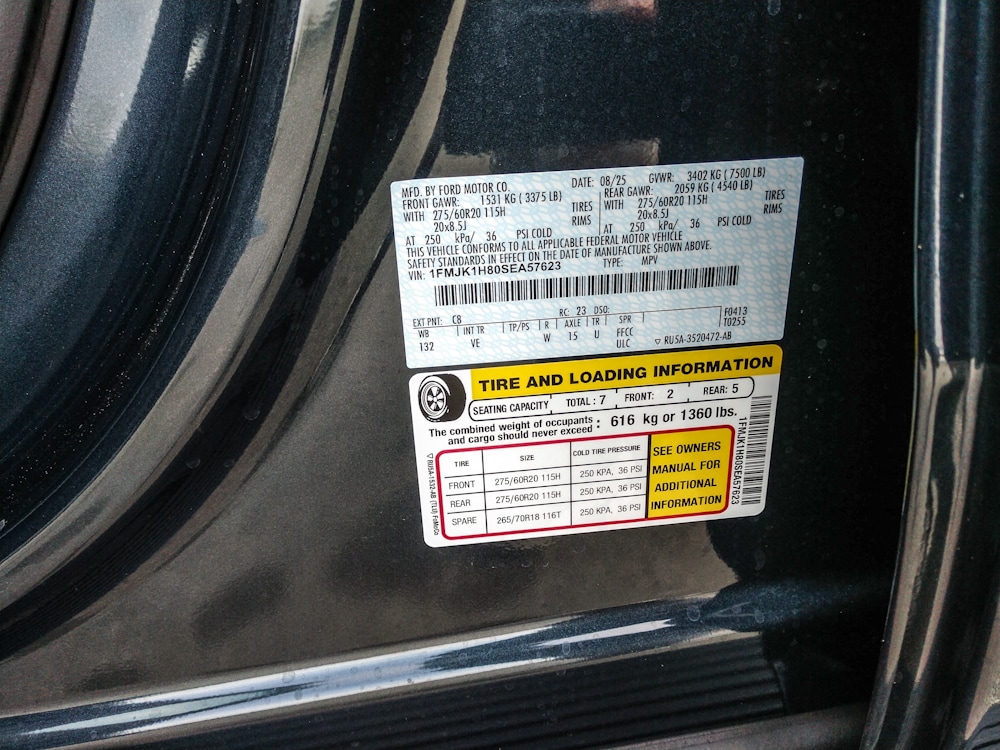 MFD. BY FORD MOTOR CO. DATE: 08/25 GVWR: 3402 KG ( 7500 LB)
FRONT GAWR: 1531 KG ( 3375 LB) REAR GAWR: 2059 KG ( 4540 LB)
WITH 275/60R20 115H TIRES WITH 275/60R20 115H TIRES
20x8.5J RIMS 20x8.5J RIMS
AT 250 kPa/ 36 PSI COLD AT 250 kPa/ 36 PSI COLD
THIS VEHICLE CONFORMS TO ALL APPLICABLE FEDERAL MOTOR VEHICLE
SAFETY STANDARDS IN EFFECT ON THE DATE OF MANUFACTURE SHOWN ABOVE.
VIN: 1FMJK1H80SEA57623 TYPE: MPV
EXT PNT: C8 RC: 23 DSO: F0413
WB INT TR TP/PS R AXLE TR SPR T0255
132 VE W 15 U FFCC
ULC ▽ RU5A-3520472-AB
TIRE AND LOADING INFORMATION
SEATING CAPACITY TOTAL : 7 FRONT: 2 REAR: 5
The combined weight of occupants
and cargo should never exceed : 616 kg or 1360 lbs.
TIRE SIZE COLD TIRE PRESSURE
FRONT 275/60R20 115H 250 KPA, 36 PSI
REAR 275/60R20 115H 250 KPA, 36 PSI
SPARE 265/70R18 116T 250 KPA, 36 PSI
SEE OWNERS
MANUAL FOR
ADDITIONAL
INFORMATION
1FMJK1H80SEA57623